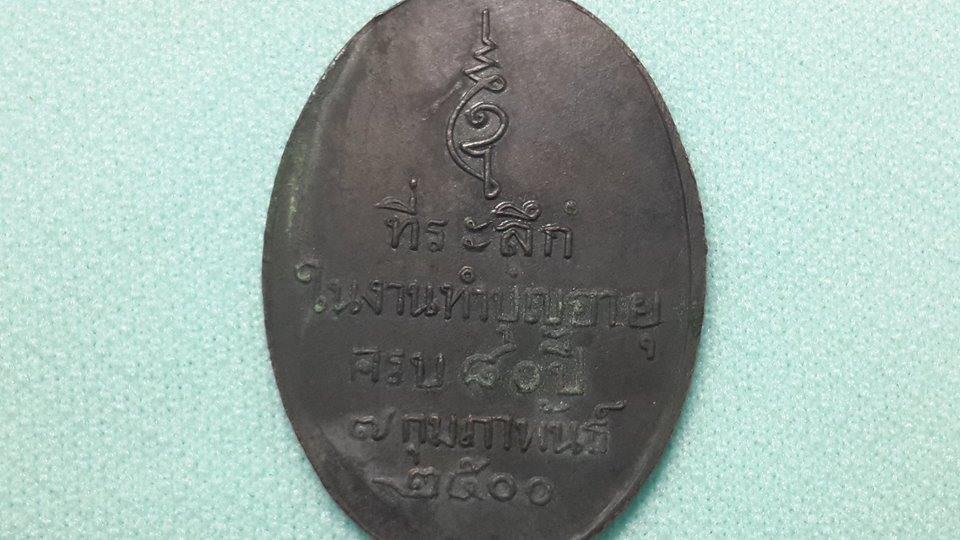 ที่ระลึก
ในงานทำบุญอายุ
ครบ ๘๐ปี
๗ กุมภาพันธ์
๒๕๐๐